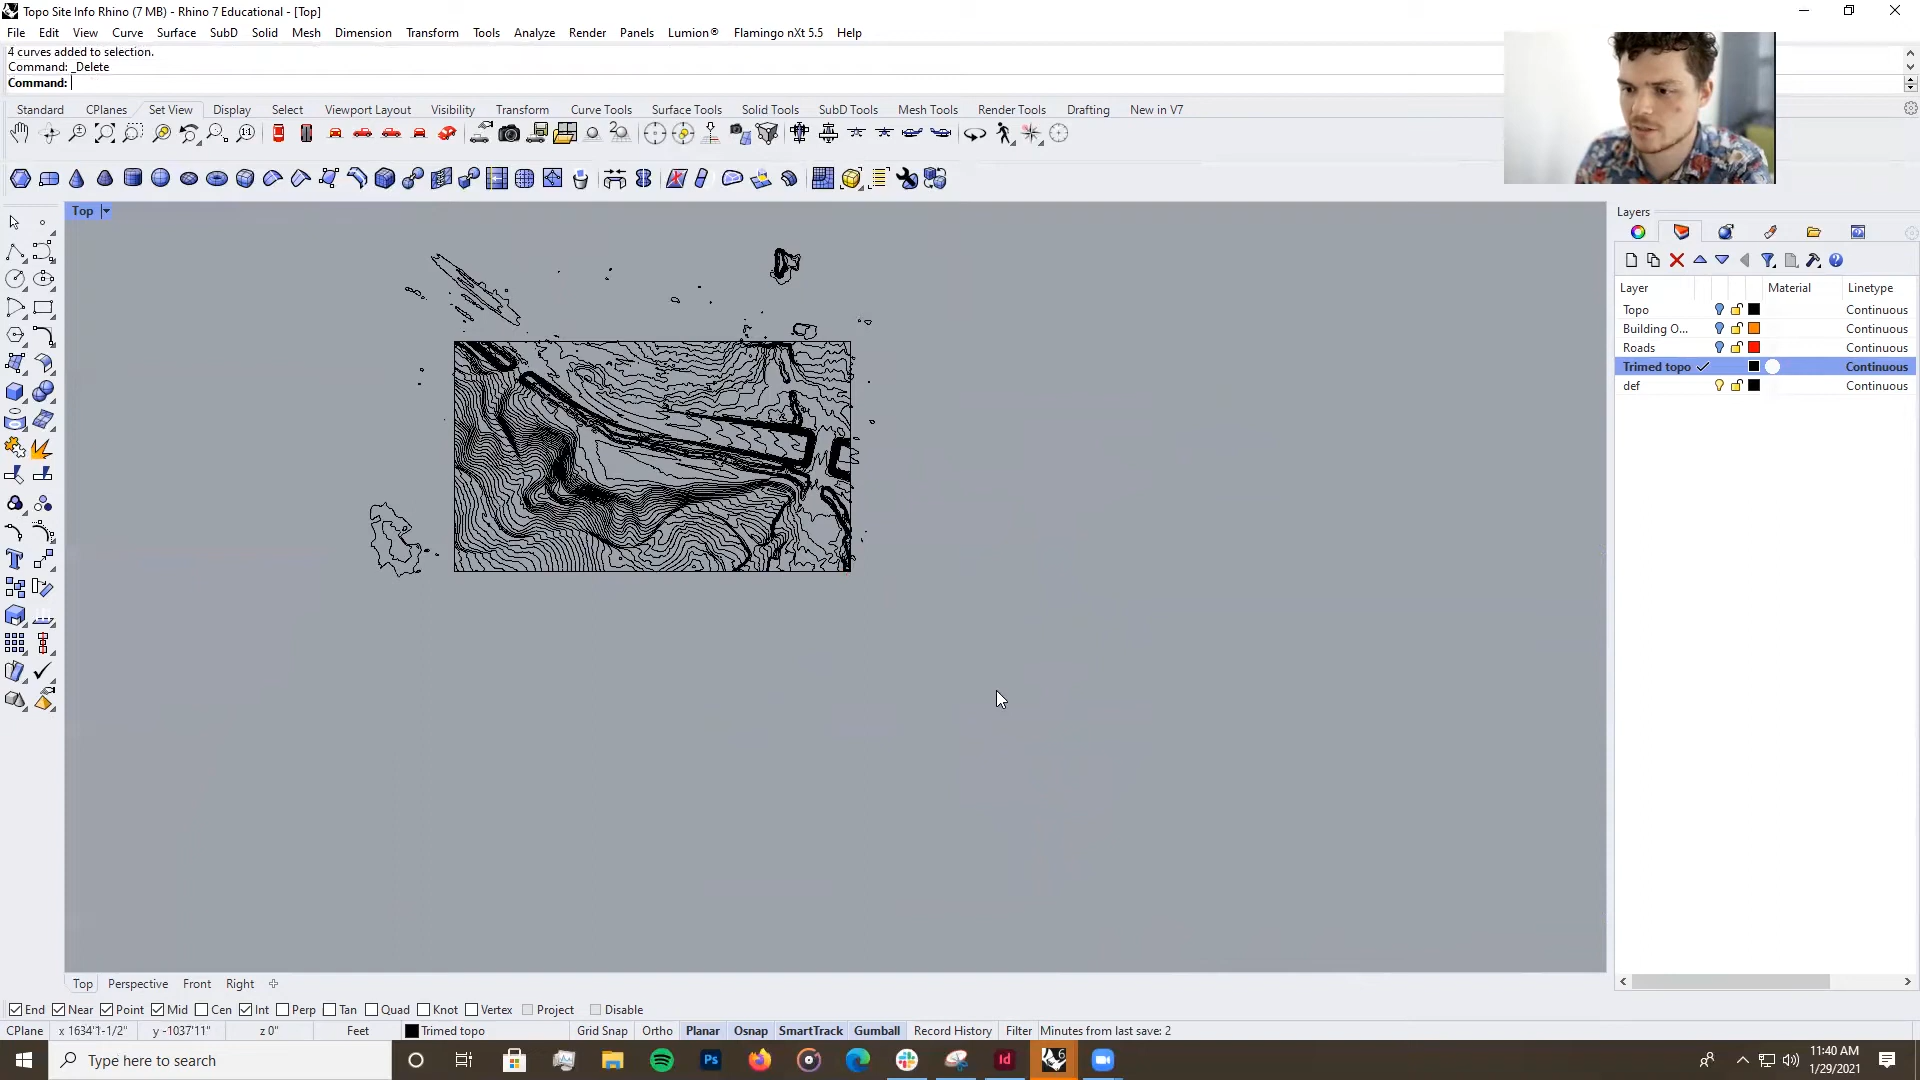 Topo Site Info Rhino (7 MB) - Rhino 7 Educational - [Top]
File Edit View Curve Surface SubD Solid Mesh Dimension Transform Tools Analyze Render Panels Lumion® Flamingo nXt 5.5 Help
4 curves added to selection.
Command: _Delete
Command:
Standard CPlanes Set View Display Select Viewport Layout Visibility Transform Curve Tools Surface Tools Solid Tools SubD Tools Mesh Tools Render Tools Drafting New in V7
Top
Layers
Layer Material Linetype
Topo Continuous
Building O... Continuous
Roads Continuous
Trimed topo Continuous
def Continuous
Top Perspective Front Right
End Near Point Mid Cen Int Perp Tan Quad Knot Vertex Project Disable
CPlane x 1634'1-1/2" y -1037'11" z 0" Feet Trimed topo Grid Snap Ortho Planar Osnap SmartTrack Gumball Record History Filter Minutes from last save: 2
Type here to search
11:40 AM
1/29/2021